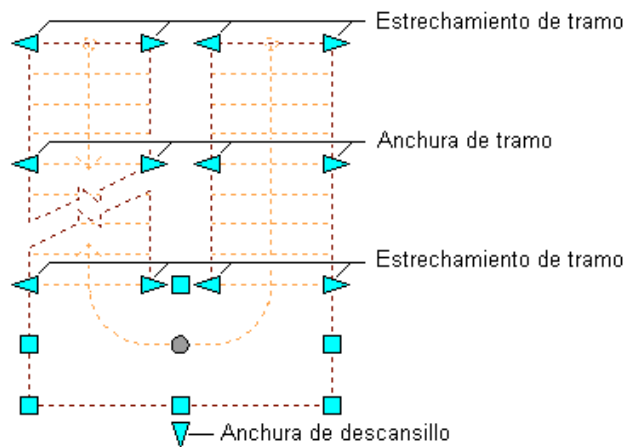 Estrechamiento de tramo
Anchura de tramo
Estrechamiento de tramo
Anchura de descansillo